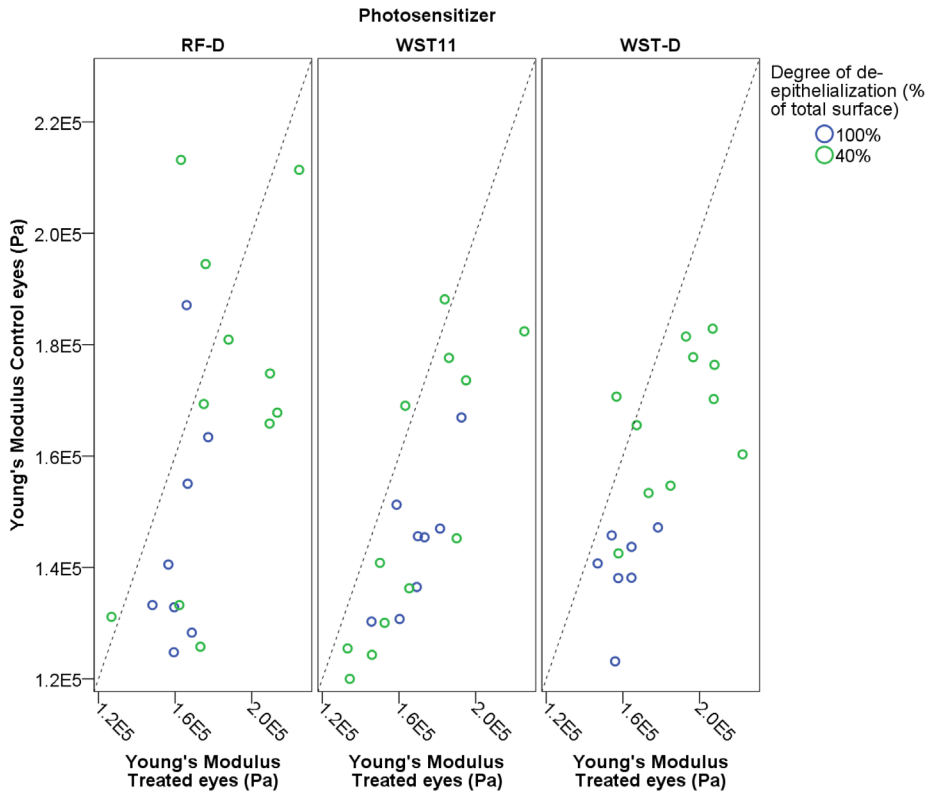 Photosensitizer
RF-D
WST11
WST-D
Degree of de-
epithelialization (%
of total surface)
100%
40%
Young's Modulus Control eyes (Pa)
2.2E5
2.0E5
1.8E5
1.6E5
1.4E5
1.2E5
1.2E5
1.6E5
2.0E5
1.2E5
1.6E5
2.0E5
1.2E5
1.6E5
2.0E5
Young's Modulus
Treated eyes (Pa)
Young's Modulus
Treated eyes (Pa)
Young's Modulus
Treated eyes (Pa)